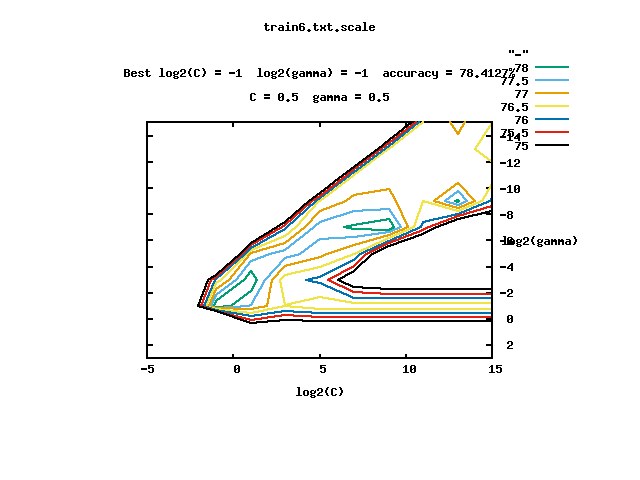 train6.txt.scale
"-"
Best log2(C) = -1  log2(gamma) = -1  accuracy = 78.4127%
78
77.5
C = 0.5  gamma = 0.5
77
76.5
76
75.5
75
-14
-12
-10
-8
-6
log2(gamma)
-4
-2
0
2
-5 0 5 10 15
log2(C)